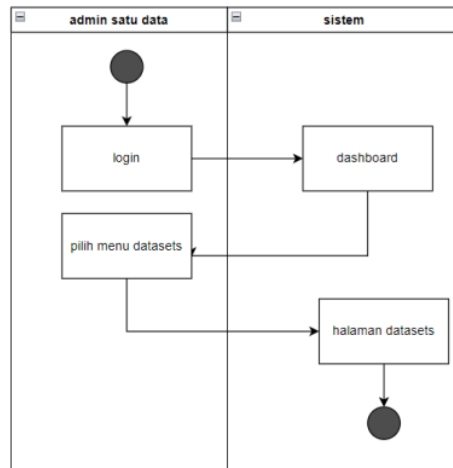 admin satu data
sistem
login
dashboard
pilih menu datasets
halaman datasets